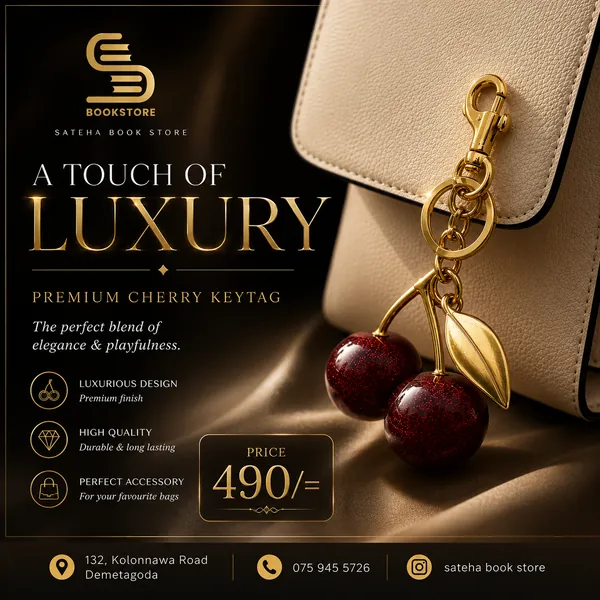 BOOKSTORE
SATEHA BOOK STORE
A TOUCH OF
LUXURY
PREMIUM CHERRY KEYTAG
The perfect blend of
elegance & playfulness.
LUXURIOUS DESIGN
Premium finish
HIGH QUALITY
Durable & long lasting
PERFECT ACCESSORY
For your favourite bags
PRICE
490/=
132, Kolonnawa Road
Demetagoda
075 945 5726
sateha book store